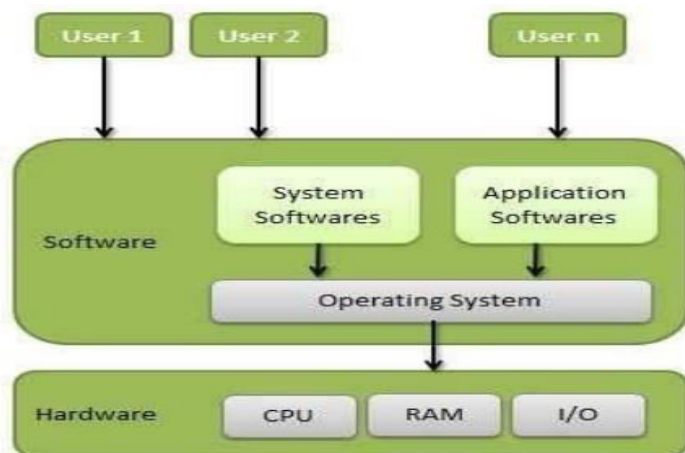 User 1
User 2
User n
System
Softwares
Application
Softwares
Software
Operating System
Hardware
CPU
RAM
I/O